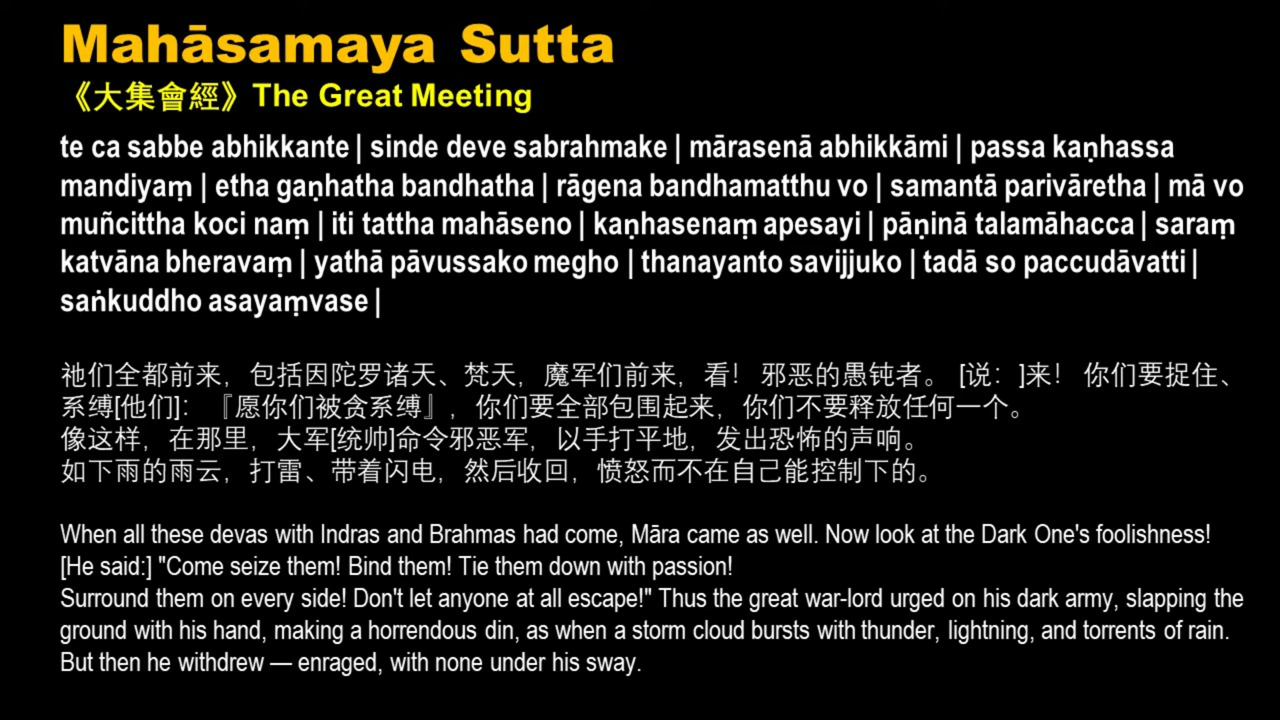 Mahāsamaya Sutta
《大集會經》The Great Meeting
te ca sabbe abhikkante | sinde deve sabrahmake | mārasenā abhikkāmi | passa kaṇhassa
mandiyaṃ | etha gaṇhatha bandhatha | rāgena bandhamatthu vo | samantā parivāretha | mā vo
muñcittha koci naṃ | iti tattha mahāseno | kaṇhasenaṃ apesayi | pāṇinā talamāhacca | saraṃ
katvāna bheravaṃ | yathā pāvussako megho | thanayanto savijjuko | tadā so paccudāvatti |
saṅkuddho asayaṃvase |
祂们全都前来，包括因陀罗诸天、梵天，魔军们前来，看！邪恶的愚钝者。 [说：]来！ 你们要捉住、
系缚[他们]：『愿你们被贪系缚』，你们要全部包围起来，你们不要释放任何一个。
像这样，在那里，大军[统帅]命令邪恶军，以手打平地，发出恐怖的声响。
如下雨的雨云，打雷、带着闪电，然后收回，愤怒而不在自己能控制下的。
When all these devas with Indras and Brahmas had come, Māra came as well. Now look at the Dark One's foolishness!
[He said:] "Come seize them! Bind them! Tie them down with passion!
Surround them on every side! Don't let anyone at all escape!" Thus the great war-lord urged on his dark army, slapping the
ground with his hand, making a horrendous din, as when a storm cloud bursts with thunder, lightning, and torrents of rain.
But then he withdrew — enraged, with none under his sway.